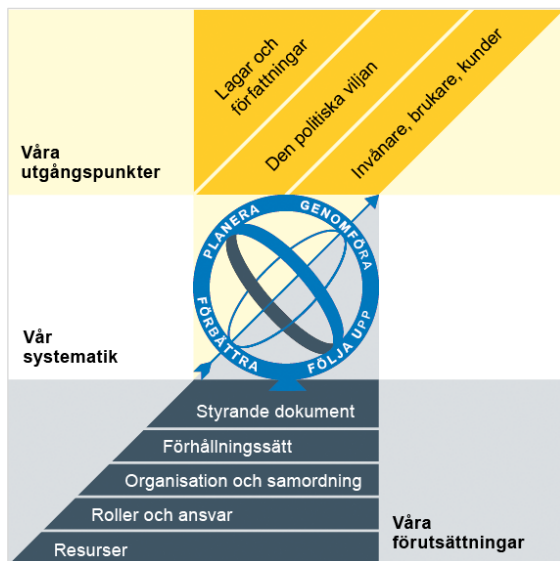 Lagar och
författningar
Den politiska viljan
Invånare, brukare, kunder
Våra
utgångspunkter
PLANERA
GENOMFÖRA
FÖRBÄTTRA
FÖLJA UPP
Vår
systematik
Styrande dokument
Förhållningssätt
Organisation och samordning
Roller och ansvar
Resurser
Våra
förutsättningar